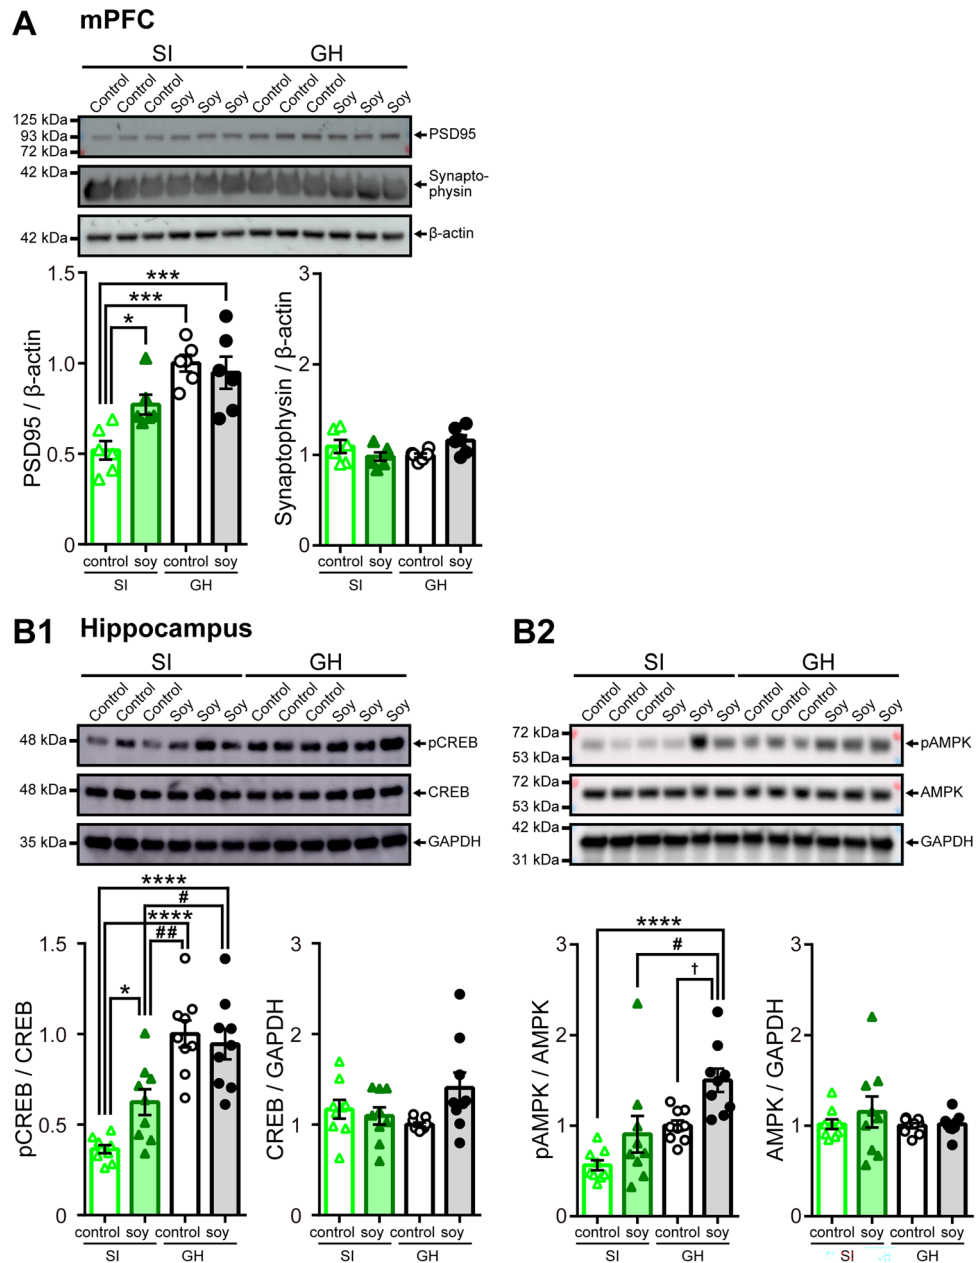 A mPFC
SI GH
Control Control Control Soy Soy Soy Control Control Control Soy Soy Soy
125 kDa
93 kDa
72 kDa
PSD95
42 kDa
Synapto-
physin
42 kDa
β-actin
PSD95 / β-actin
1.5
1.0
0.5
0
***
***
*
control soy control soy
SI GH
Synaptophysin / β-actin
3
2
1
0
control soy control soy
SI GH
B1 Hippocampus
SI GH
Control Control Control Soy Soy Soy Control Control Control Soy Soy Soy
48 kDa
pCREB
48 kDa
CREB
35 kDa
GAPDH
pCREB / CREB
1.5
1.0
0.5
0
****
#
****
##
*
control soy control soy
SI GH
CREB / GAPDH
3
2
1
0
control soy control soy
SI GH
B2
SI GH
Control Control Control Soy Soy Soy Control Control Control Soy Soy Soy
72 kDa
53 kDa
pAMPK
72 kDa
53 kDa
AMPK
42 kDa
31 kDa
GAPDH
pAMPK / AMPK
3
2
1
0
****
#
†
control soy control soy
SI GH
AMPK / GAPDH
3
2
1
0
control soy control soy
SI GH